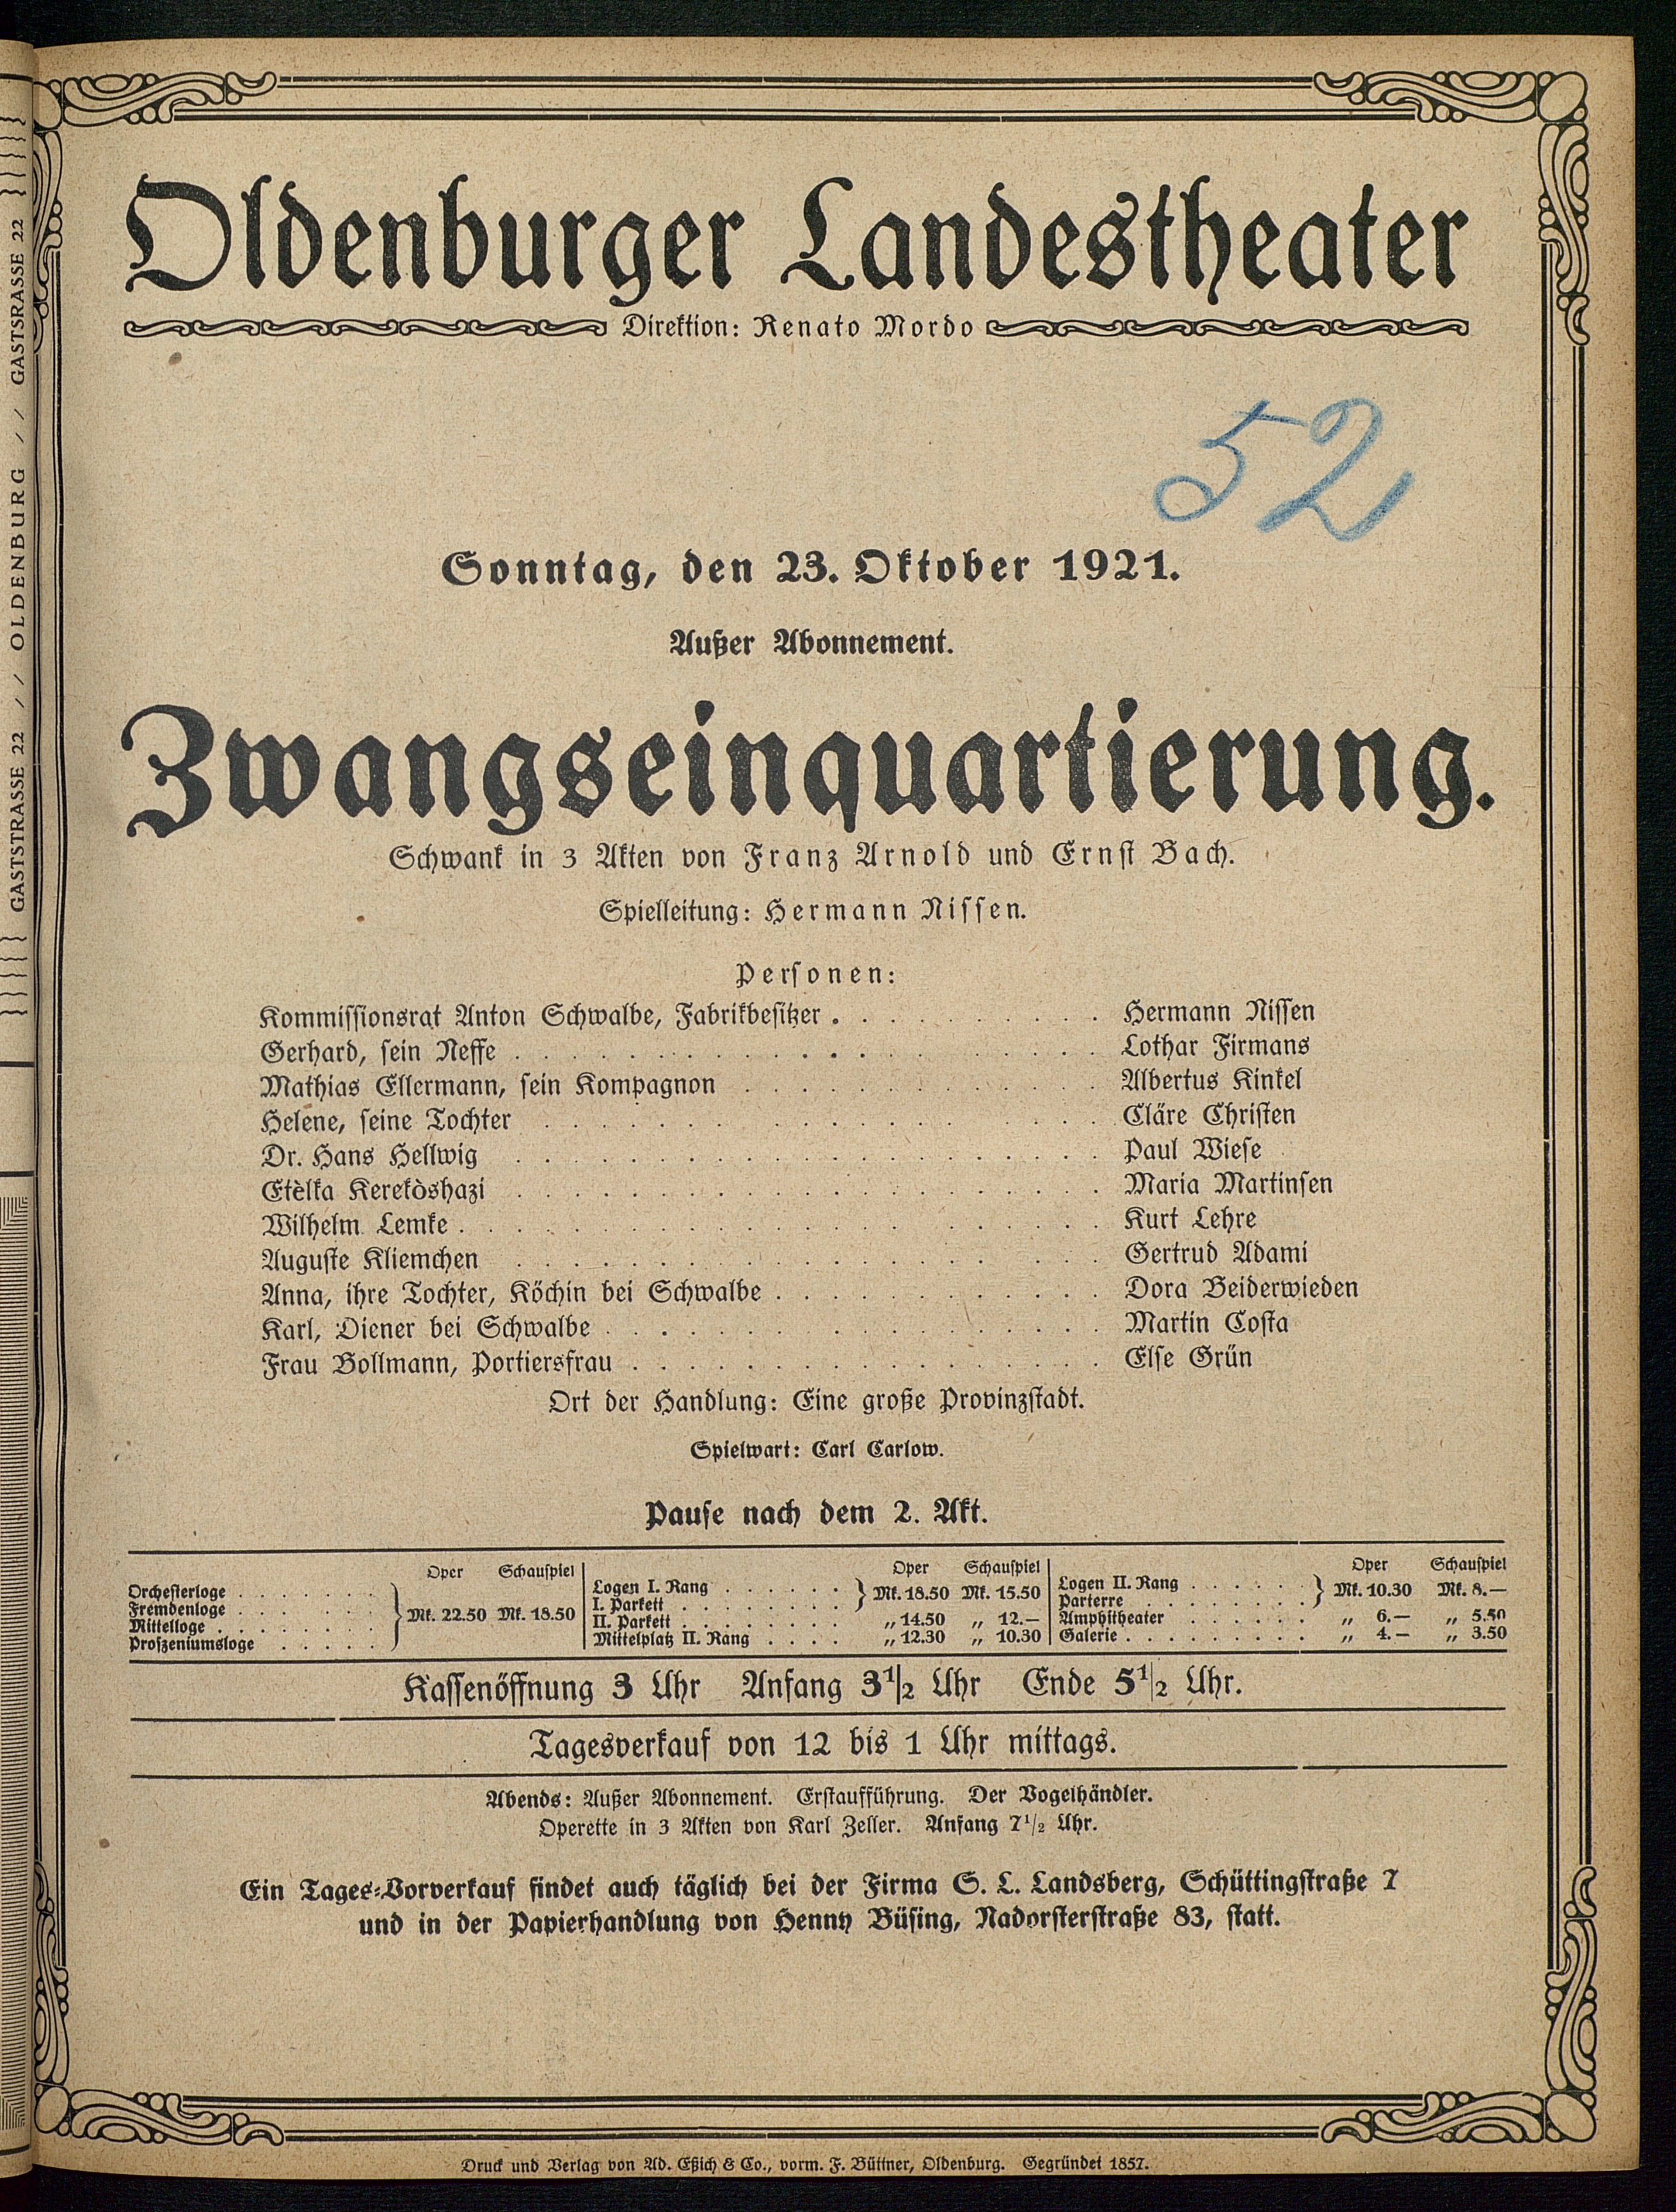 Oldenburger Landestheater
Direktion: Renato Mordo
52
Sonntag, den 23. Oktober 1921.
Außer Abonnement.
Zwangseinquartierung.
Schwank in 3 Akten von Franz Arnold und Ernst Bach.
Spielleitung: Hermann Nissen.
Personen:
Kommissionsrat Anton Schwalbe, Fabrikbesitzer . . . . . . . . . . Hermann Nissen
Gerhard, sein Neffe . . . . . . . . . . Lothar Firmans
Mathias Ellermann, sein Kompagnon . . . . . . . . . . Albertus Kinkel
Helene, seine Tochter . . . . . . . . . . Cläre Christen
Dr. Hans Hellwig . . . . . . . . . . Paul Wiese
Etèlka Kerekòshazi . . . . . . . . . . Maria Martinsen
Wilhelm Lemke . . . . . . . . . . Kurt Lehre
Auguste Kliemchen . . . . . . . . . . Gertrud Adami
Anna, ihre Tochter, Köchin bei Schwalbe . . . . . . . . . . Dora Beiderwieden
Karl, Diener bei Schwalbe . . . . . . . . . . Martin Costa
Frau Bollmann, Portiersfrau . . . . . . . . . . Else Grün
Ort der Handlung: Eine große Provinzstadt.
Spielwart: Carl Carlow.
Pause nach dem 2. Akt.
Oper Schauspiel
Orchesterloge . . . . . .
Fremdenloge . . . . . .
Mittelloge . . . . . . .
Proszeniumsloge . . . . .
Mk. 22.50 Mk. 18.50
Oper Schauspiel
Logen I. Rang . . . . . .
I. Parkett . . . . . . .
Mk. 18.50 Mk. 15.50
II. Parkett . . . . . . . „ 14.50 „ 12.—
Mittelplatz II. Rang . . . . „ 12.30 „ 10.30
Oper Schauspiel
Logen II. Rang . . . . . .
Parterre . . . . . . .
Mk. 10.30 Mk. 8.—
Amphitheater . . . . . . „ 6.— „ 5.50
Galerie . . . . . . . . „ 4.— „ 3.50
Kassenöffnung 3 Uhr Anfang 3 1/2 Uhr Ende 5 1/2 Uhr.
Tagesverkauf von 12 bis 1 Uhr mittags.
Abends: Außer Abonnement. Erstaufführung. Der Vogelhändler.
Operette in 3 Akten von Karl Zeller. Anfang 7 1/2 Uhr.
Ein Tages-Vorverkauf findet auch täglich bei der Firma S. L. Landsberg, Schüttingstraße 7
und in der Papierhandlung von Henny Büsing, Nadorsterstraße 83, statt.
Druck und Verlag von Ad. Eßich & Co., vorm. F. Büttner, Oldenburg. Gegründet 1857.
GASTSTRASSE 22 // OLDENBURG // GASTSRASSE 22